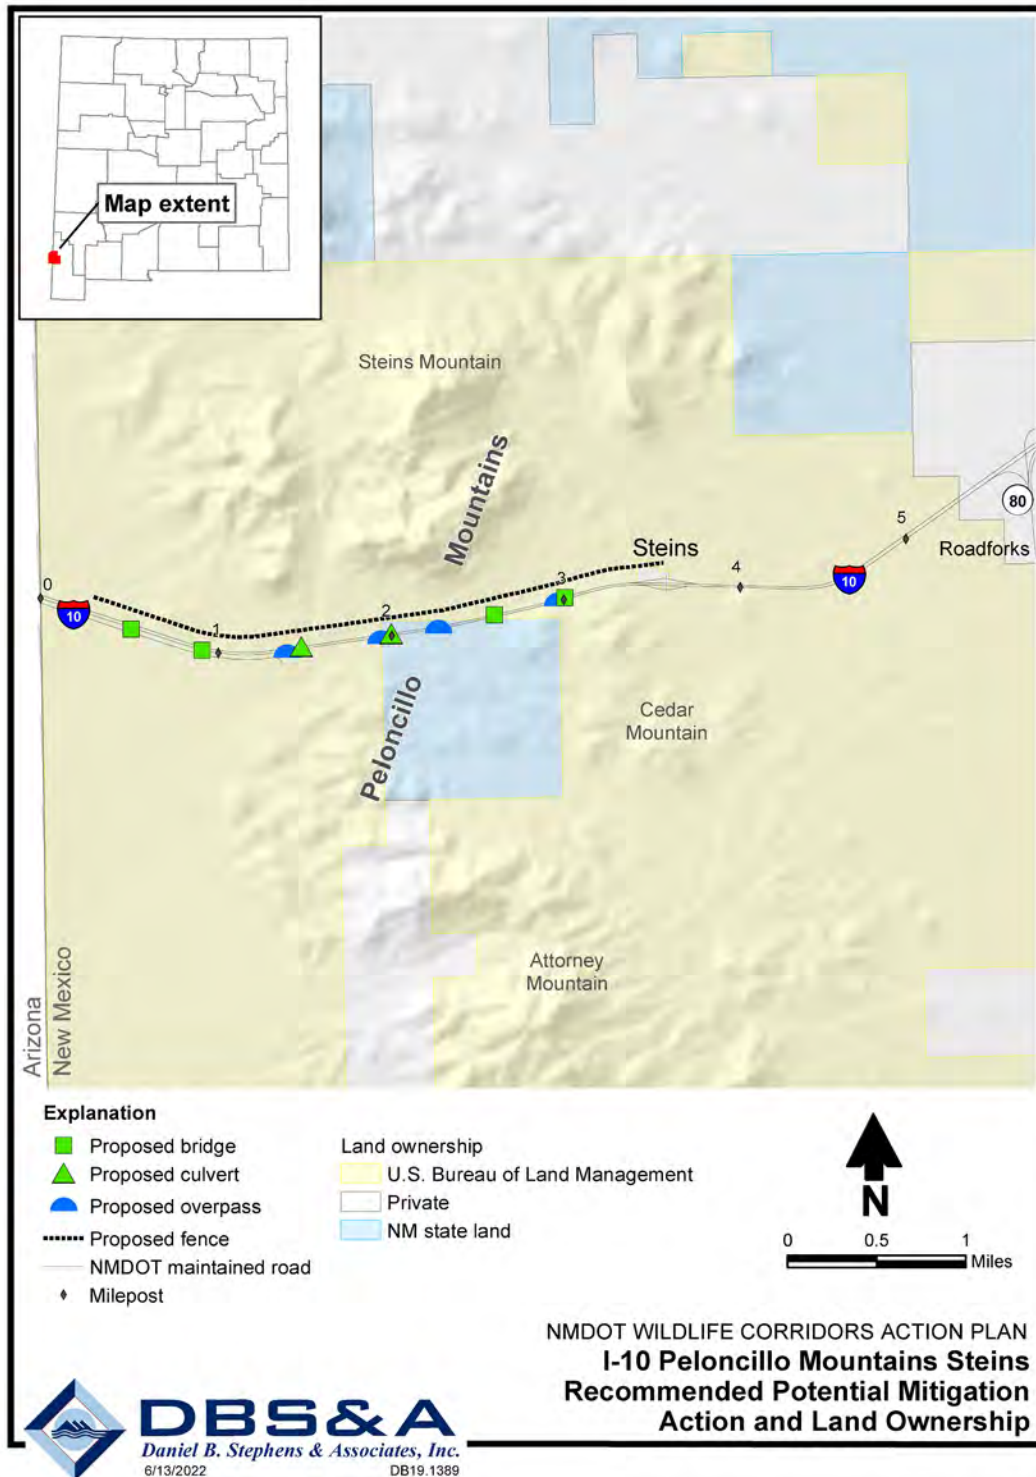 Map extent
Steins Mountain
Mountains
Steins
80
Roadforks
0
10
1
2
3
4
10
5
Peloncillo
Cedar
Mountain
Attorney
Mountain
Arizona
New Mexico
Explanation
Proposed bridge
Proposed culvert
Proposed overpass
Proposed fence
NMDOT maintained road
Milepost
Land ownership
U.S. Bureau of Land Management
Private
NM state land
N
0 0.5 1
Miles
NMDOT WILDLIFE CORRIDORS ACTION PLAN
I-10 Peloncillo Mountains Steins
Recommended Potential Mitigation
Action and Land Ownership
DBS&A
Daniel B. Stephens & Associates, Inc.
6/13/2022 DB19.1389